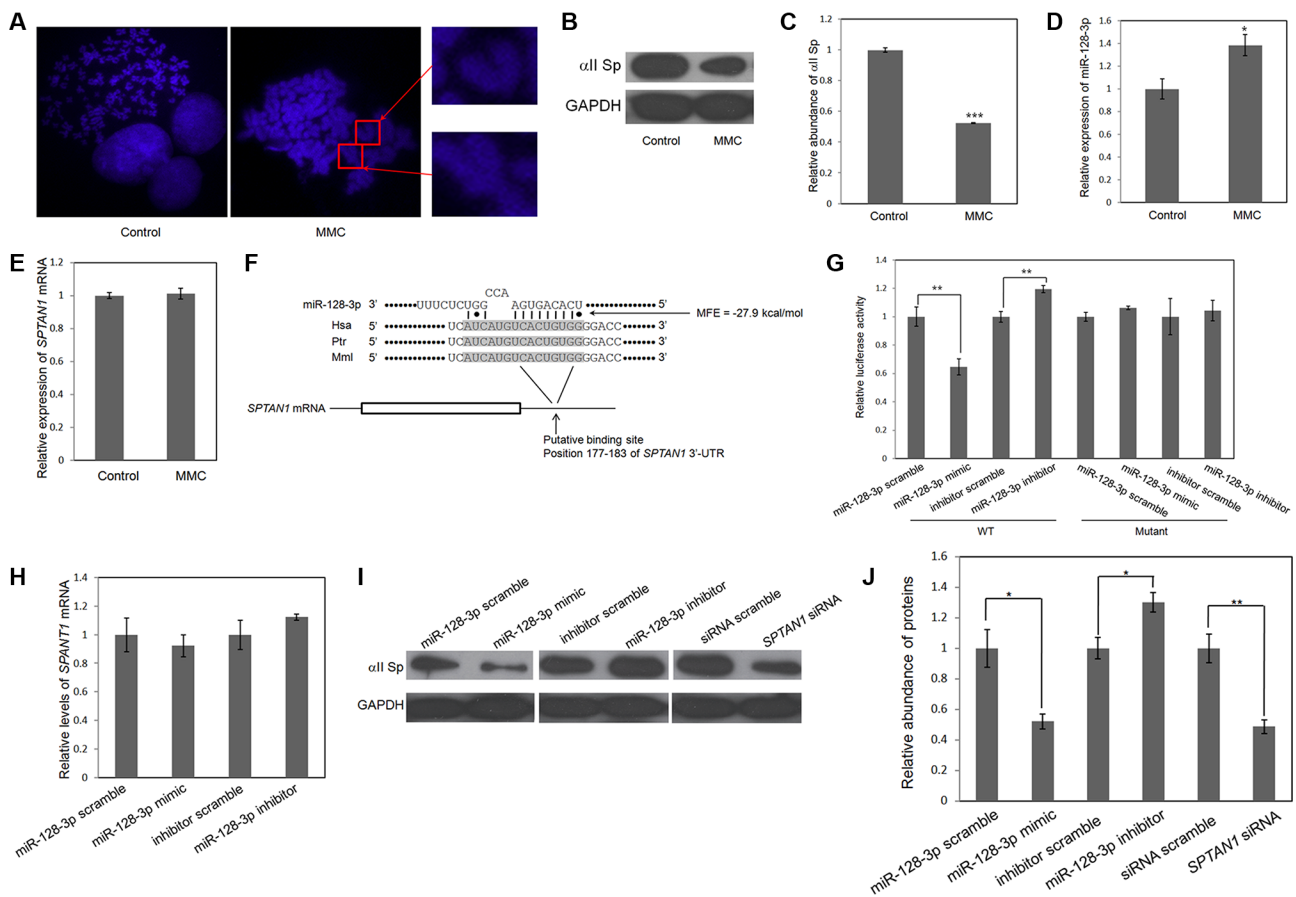 A
Control
MMC
B
αII Sp
GAPDH
Control
MMC
C
Relative abundance of αII Sp
1.2
1
0.8
0.6
0.4
0.2
0
***
Control
MMC
D
Relative expression of miR-128-3p
1.6
1.4
1.2
1
0.8
0.6
0.4
0.2
0
*
Control
MMC
E
Relative expression of SPTAN1 mRNA
1.2
1
0.8
0.6
0.4
0.2
0
Control
MMC
F
CCA
miR-128-3p 3' UUUCUCUGG AGUGACACU 5'
MFE = -27.9 kcal/mol
Hsa 5' UCAUCAUGUCACUGUGGGGACC 3'
Ptr 5' UCAUCAUGUCACUGUGGGGACC 3'
Mml 5' UCAUCAUGUCACUGUGGGGACC 3'
SPTAN1 mRNA
Putative binding site
Position 177-183 of SPTAN1 3'-UTR
G
Relative luciferase activity
1.4
1.2
1
0.8
0.6
0.4
0.2
0
**
**
miR-128-3p scramble
miR-128-3p mimic
inhibitor scramble
miR-128-3p inhibitor
miR-128-3p scramble
miR-128-3p mimic
inhibitor scramble
miR-128-3p inhibitor
WT
Mutant
H
Relative levels of SPANT1 mRNA
1.4
1.2
1
0.8
0.6
0.4
0.2
0
miR-128-3p scramble
miR-128-3p mimic
inhibitor scramble
miR-128-3p inhibitor
I
miR-128-3p scramble
miR-128-3p mimic
inhibitor scramble
miR-128-3p inhibitor
siRNA scramble
SPTAN1 siRNA
αII Sp
GAPDH
J
Relative abundance of proteins
1.6
1.4
1.2
1
0.8
0.6
0.4
0.2
0
*
*
**
miR-128-3p scramble
miR-128-3p mimic
inhibitor scramble
miR-128-3p inhibitor
siRNA scramble
SPTAN1 siRNA